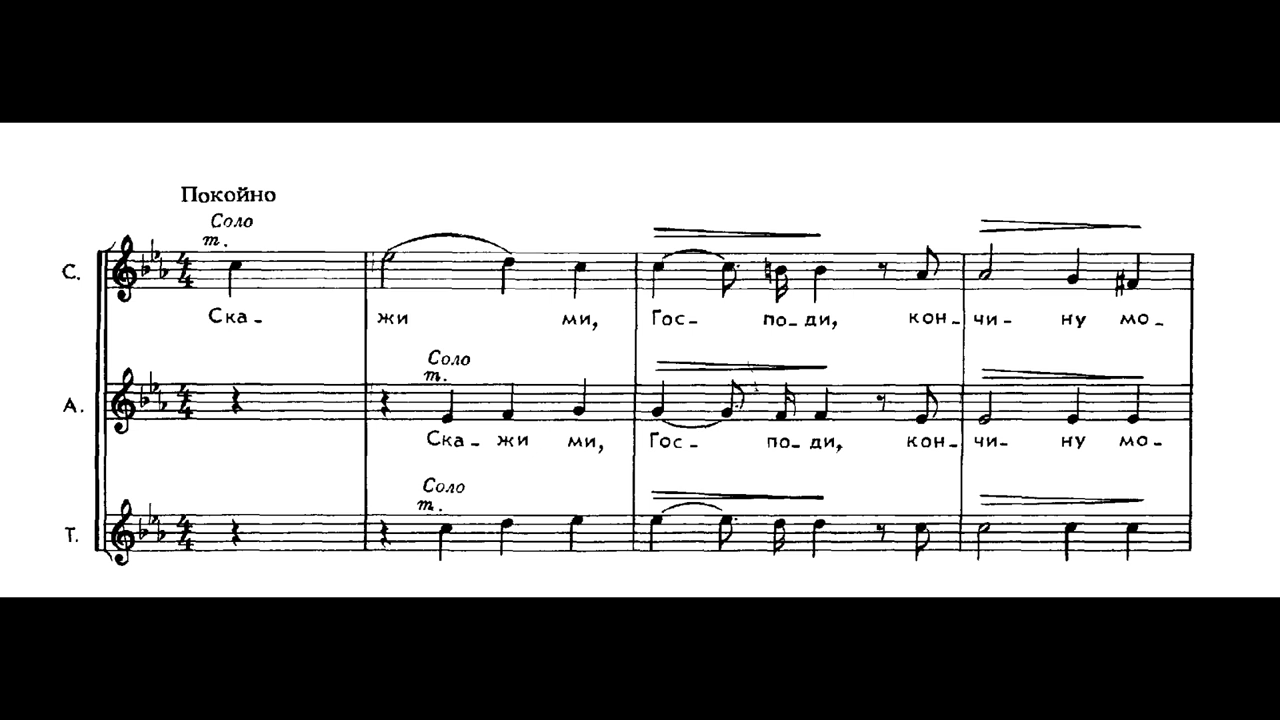 Покойно
Соло
т.
С.
Ска- жи ми, Гос- по- ди, кон- чи- ну мо-
Соло
т.
А.
Ска- жи ми, Гос- по- ди, кон- чи- ну мо-
Соло
т.
Т.